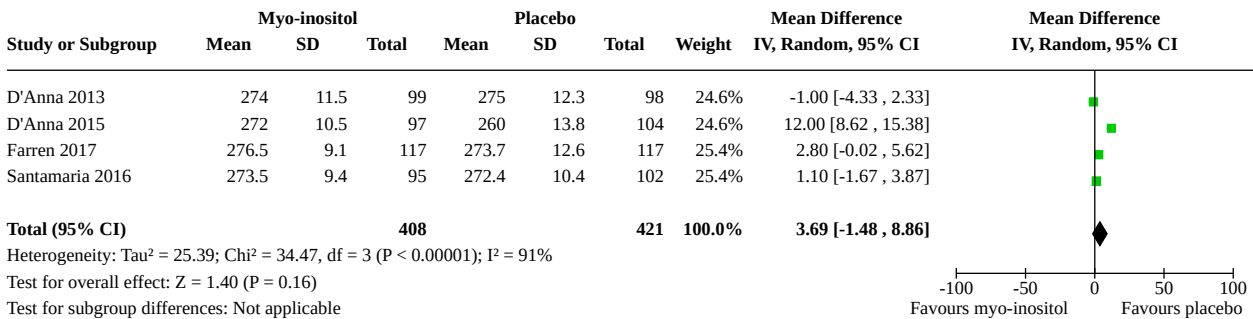 Myo-inositol Placebo Mean Difference Mean Difference
Study or Subgroup Mean SD Total Mean SD Total Weight IV, Random, 95% CI IV, Random, 95% CI
D'Anna 2013 274 11.5 99 275 12.3 98 24.6% -1.00 [-4.33 , 2.33]
D'Anna 2015 272 10.5 97 260 13.8 104 24.6% 12.00 [8.62 , 15.38]
Farren 2017 276.5 9.1 117 273.7 12.6 117 25.4% 2.80 [-0.02 , 5.62]
Santamaria 2016 273.5 9.4 95 272.4 10.4 102 25.4% 1.10 [-1.67 , 3.87]
Total (95% CI) 408 421 100.0% 3.69 [-1.48 , 8.86]
Heterogeneity: Tau² = 25.39; Chi² = 34.47, df = 3 (P < 0.00001); I² = 91%
Test for overall effect: Z = 1.40 (P = 0.16)
-100 -50 0 50 100
Test for subgroup differences: Not applicable
Favours myo-inositol Favours placebo